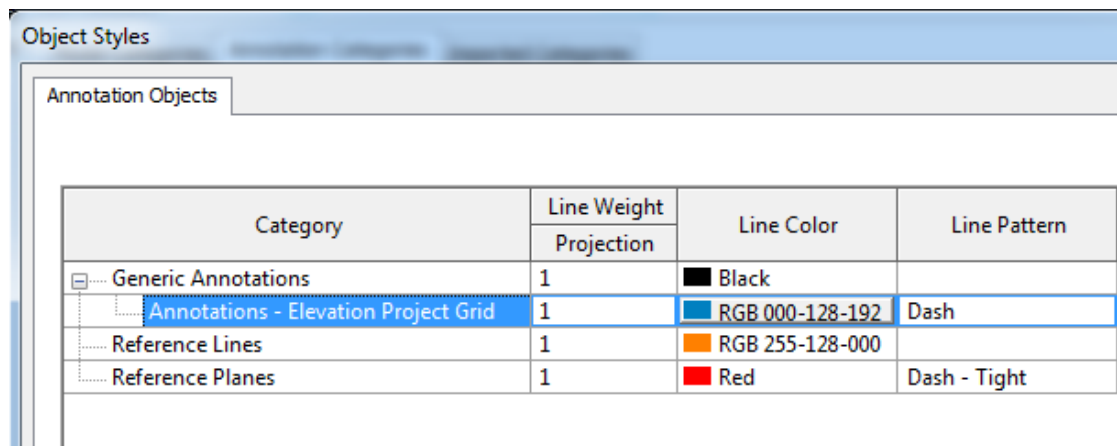 Object Styles
Annotation Objects
Category Line Weight Line Color Line Pattern
Projection
Generic Annotations 1 Black
Annotations - Elevation Project Grid 1 RGB 000-128-192 Dash
Reference Lines 1 RGB 255-128-000
Reference Planes 1 Red Dash - Tight